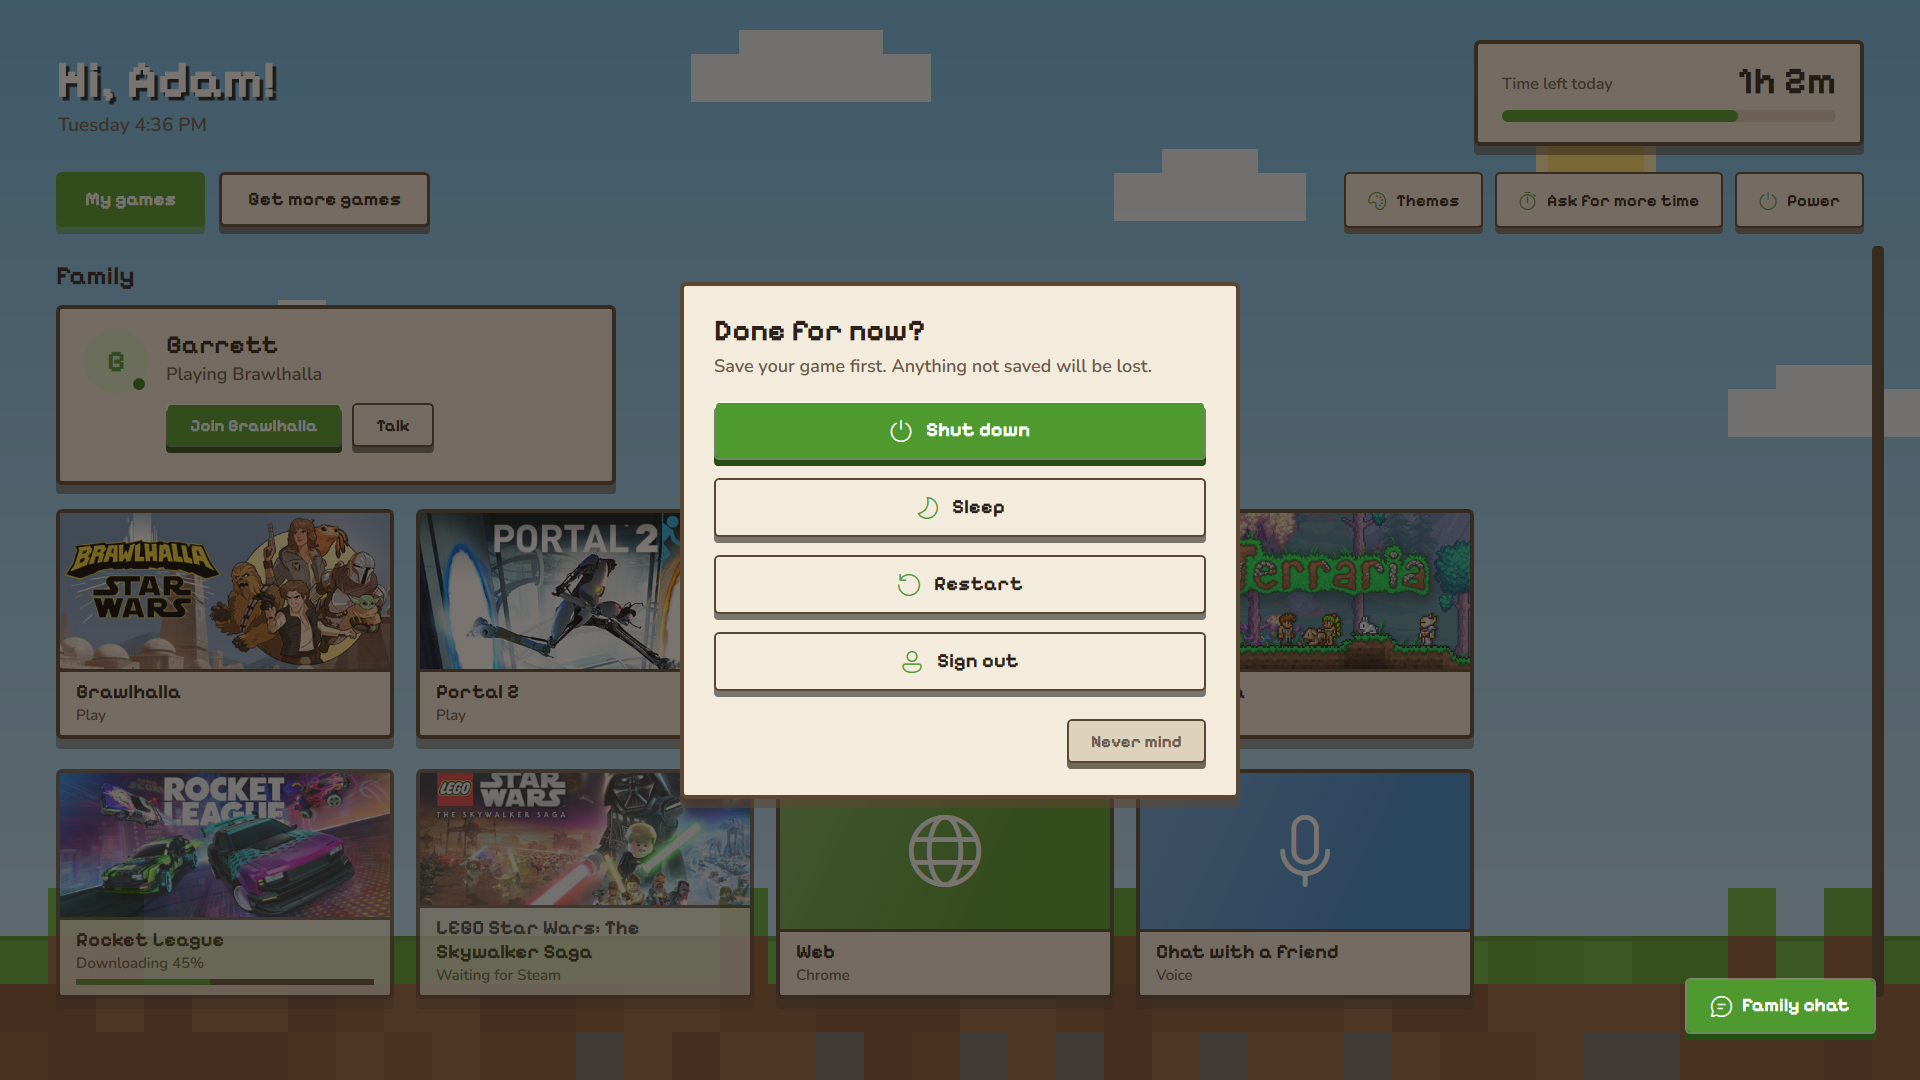 Hi, Adam!
Tuesday 4:36 PM
Time left today
1h 2m
My games
Get more games
Themes
Ask for more time
Power
Family
B
Barrett
Playing Brawlhalla
Join Brawlhalla
Talk
Done for now?
Save your game first. Anything not saved will be lost.
Shut down
Sleep
Restart
Sign out
Never mind
BRAWLHALLA
STAR
WARS
Brawlhalla
Play
PORTAL 2
Portal 2
Play
Terraria
ROCKET
LEAGUE
Rocket League
Downloading 45%
LEGO
STAR
WARS
THE SKYWALKER SAGA
LEGO Star Wars: The
Skywalker Saga
Waiting for Steam
Web
Chrome
Chat with a friend
Voice
Family chat